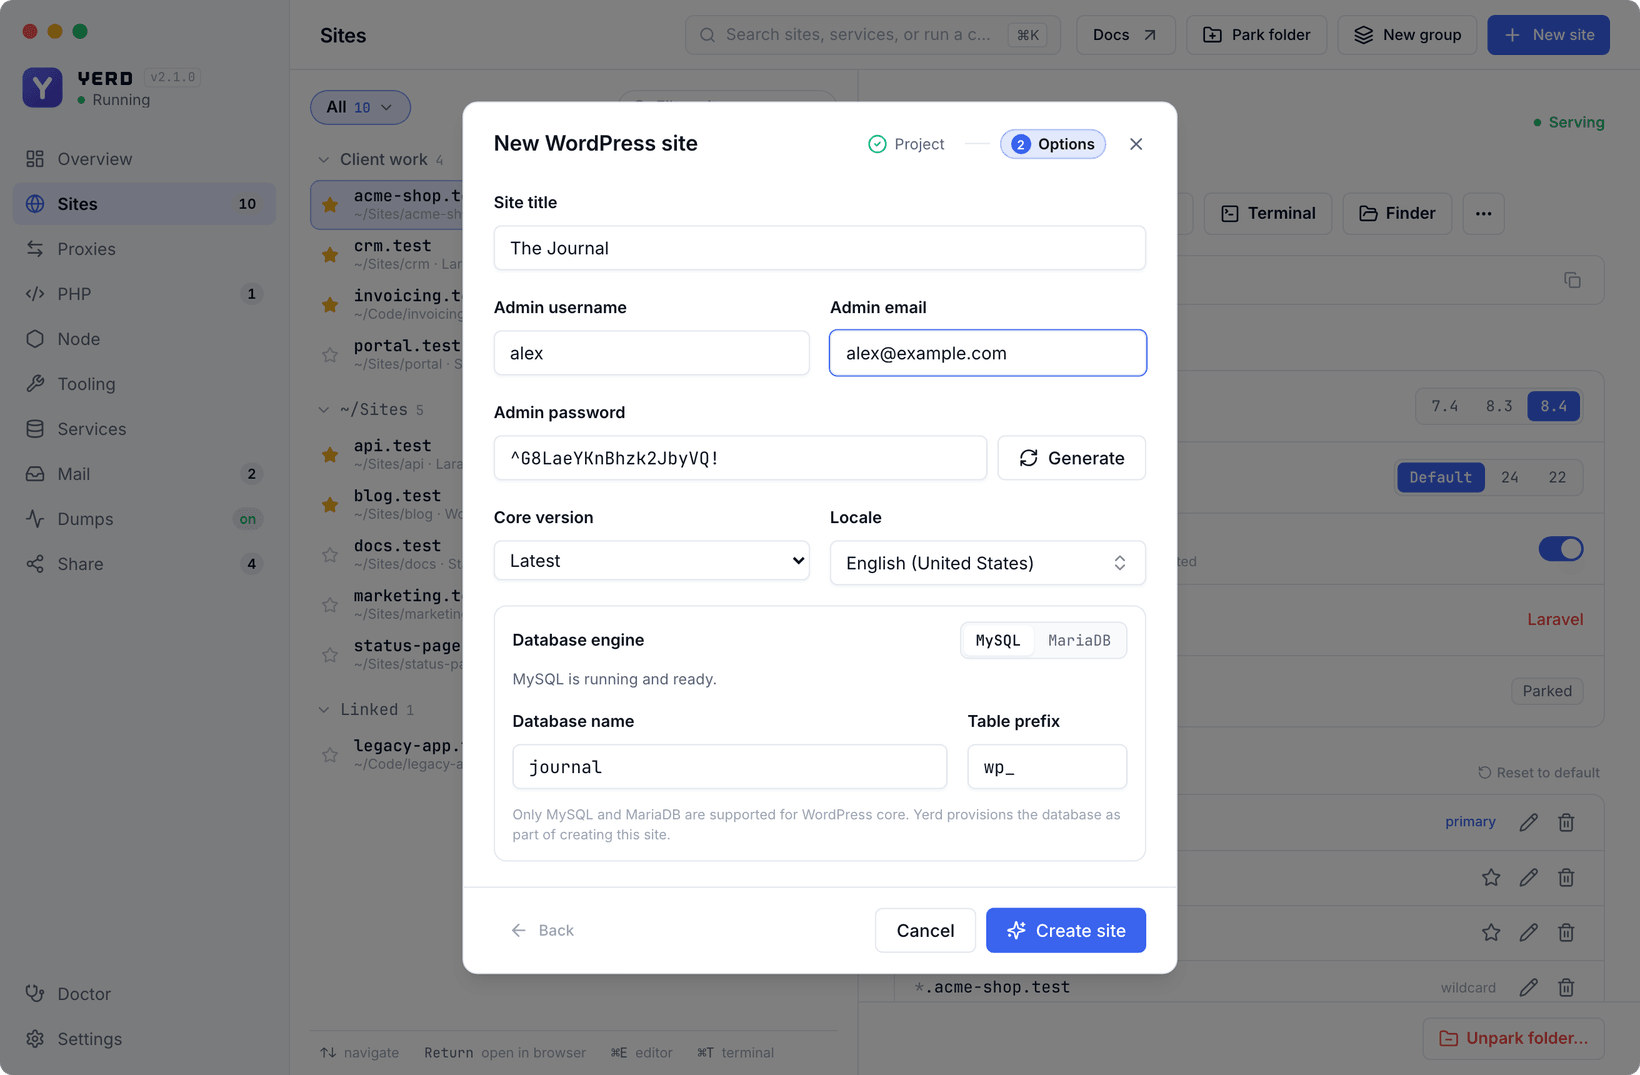 Sites
Search sites, services, or run a c... ⌘K
Docs
Park folder
New group
+ New site
Y
YERD v2.1.0
Running
Overview
Sites 10
Proxies
PHP 1
Node
Tooling
Services
Mail 2
Dumps on
Share 4
Doctor
Settings
All 10
Client work 4
acme-shop.t
~/Sites/acme-sh
crm.test
~/Sites/crm · Lar
invoicing.t
~/Code/invoicing
portal.test
~/Sites/portal · S
~/Sites 5
api.test
~/Sites/api · Lara
blog.test
~/Sites/blog · Wo
docs.test
~/Sites/docs · St
marketing.t
~/Sites/marketin
status-page
~/Sites/status-pa
Linked 1
legacy-app.
~/Code/legacy-a
↑↓ navigate Return open in browser ⌘E editor ⌘T terminal
New WordPress site
Project
2 Options
Site title
The Journal
Admin username
Admin email
alex
alex@example.com
Admin password
^G8LaeYKnBhzk2JbyVQ!
Generate
Core version
Locale
Latest
English (United States)
Database engine
MySQL MariaDB
MySQL is running and ready.
Database name
Table prefix
journal
wp_
Only MySQL and MariaDB are supported for WordPress core. Yerd provisions the database as
part of creating this site.
Back
Cancel
Create site
Serving
Terminal
Finder
7.4 8.3 8.4
Default 24 22
Laravel
Parked
Reset to default
primary
*.acme-shop.test
wildcard
Unpark folder...